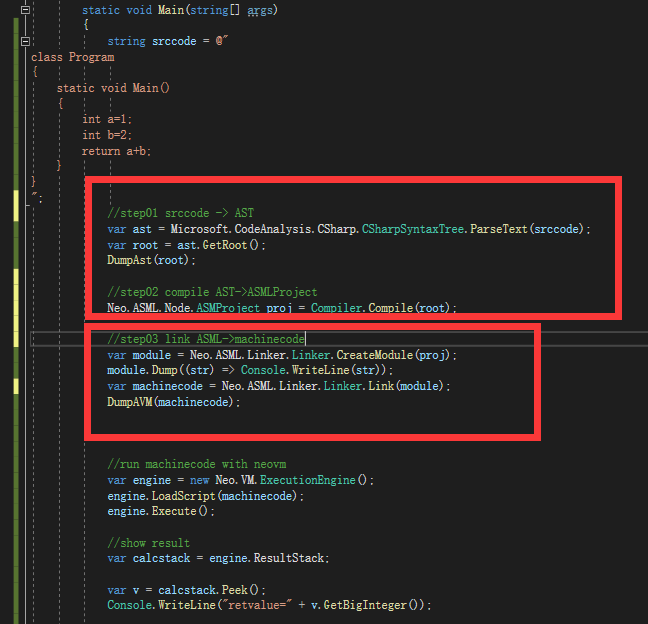 static void Main(string[] args)
{
string srccode = @"
class Program
{
static void Main()
{
int a=1;
int b=2;
return a+b;
}
}
";
//step01 srccode -> AST
var ast = Microsoft.CodeAnalysis.CSharp.CSharpSyntaxTree.ParseText(srccode);
var root = ast.GetRoot();
DumpAst(root);
//step02 compile AST->ASMLProject
Neo.ASML.Node.ASMProject proj = Compiler.Compile(root);
//step03 link ASML->machinecode
var module = Neo.ASML.Linker.Linker.CreateModule(proj);
module.Dump((str) => Console.WriteLine(str));
var machinecode = Neo.ASML.Linker.Linker.Link(module);
DumpAVM(machinecode);
//run machinecode with neovm
var engine = new Neo.VM.ExecutionEngine();
engine.LoadScript(machinecode);
engine.Execute();
//show result
var calcstack = engine.ResultStack;
var v = calcstack.Peek();
Console.WriteLine("retvalue=" + v.GetBigInteger());